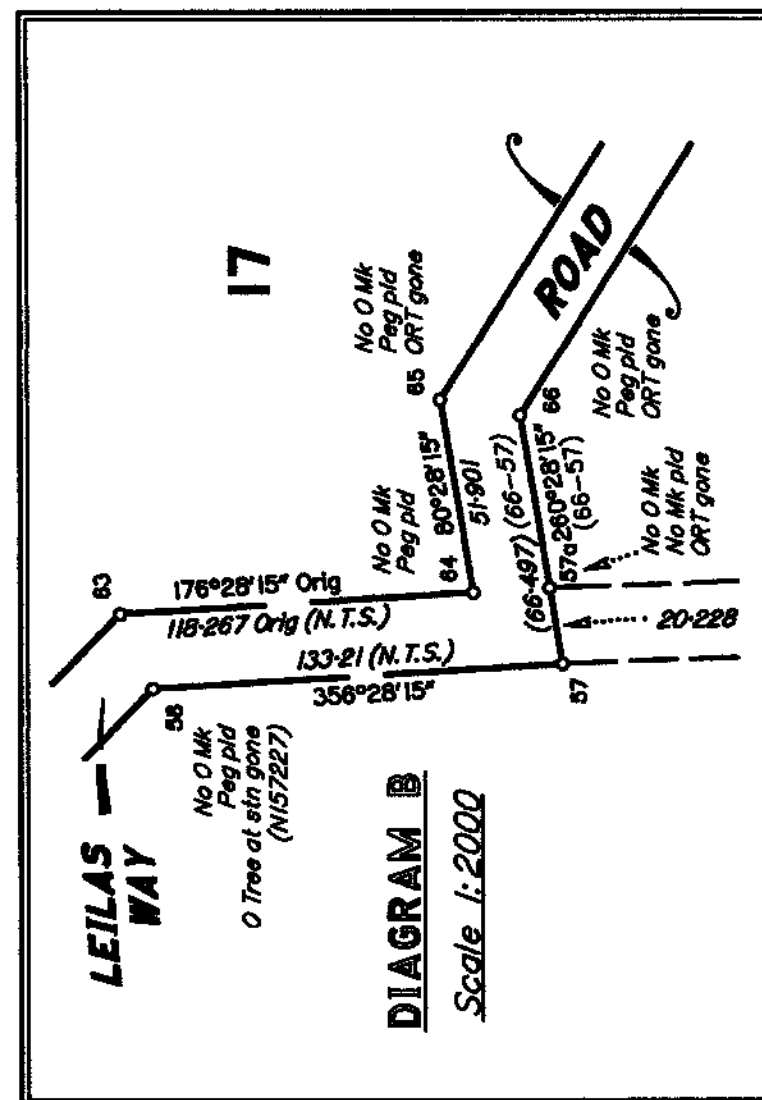 17
No O Mk
Peg pld
ORT gone
65
ROAD
63
176°28'15" Orig
118·267 Orig (N.T.S.)
No O Mk
Peg pld
64
80°28'15"
51·901
133·21 (N.T.S.)
356°28'15"
58
No O Mk
Peg pld
O Tree at stn gone
(N157227)
LEILAS
WAY
(66·497) (66-57)
57a 260°28'15"
(66-57)
66
No O Mk
Peg pld
ORT gone
No O Mk
No Mk pld
ORT gone
20·228
57
DIAGRAM B
Scale 1:2000